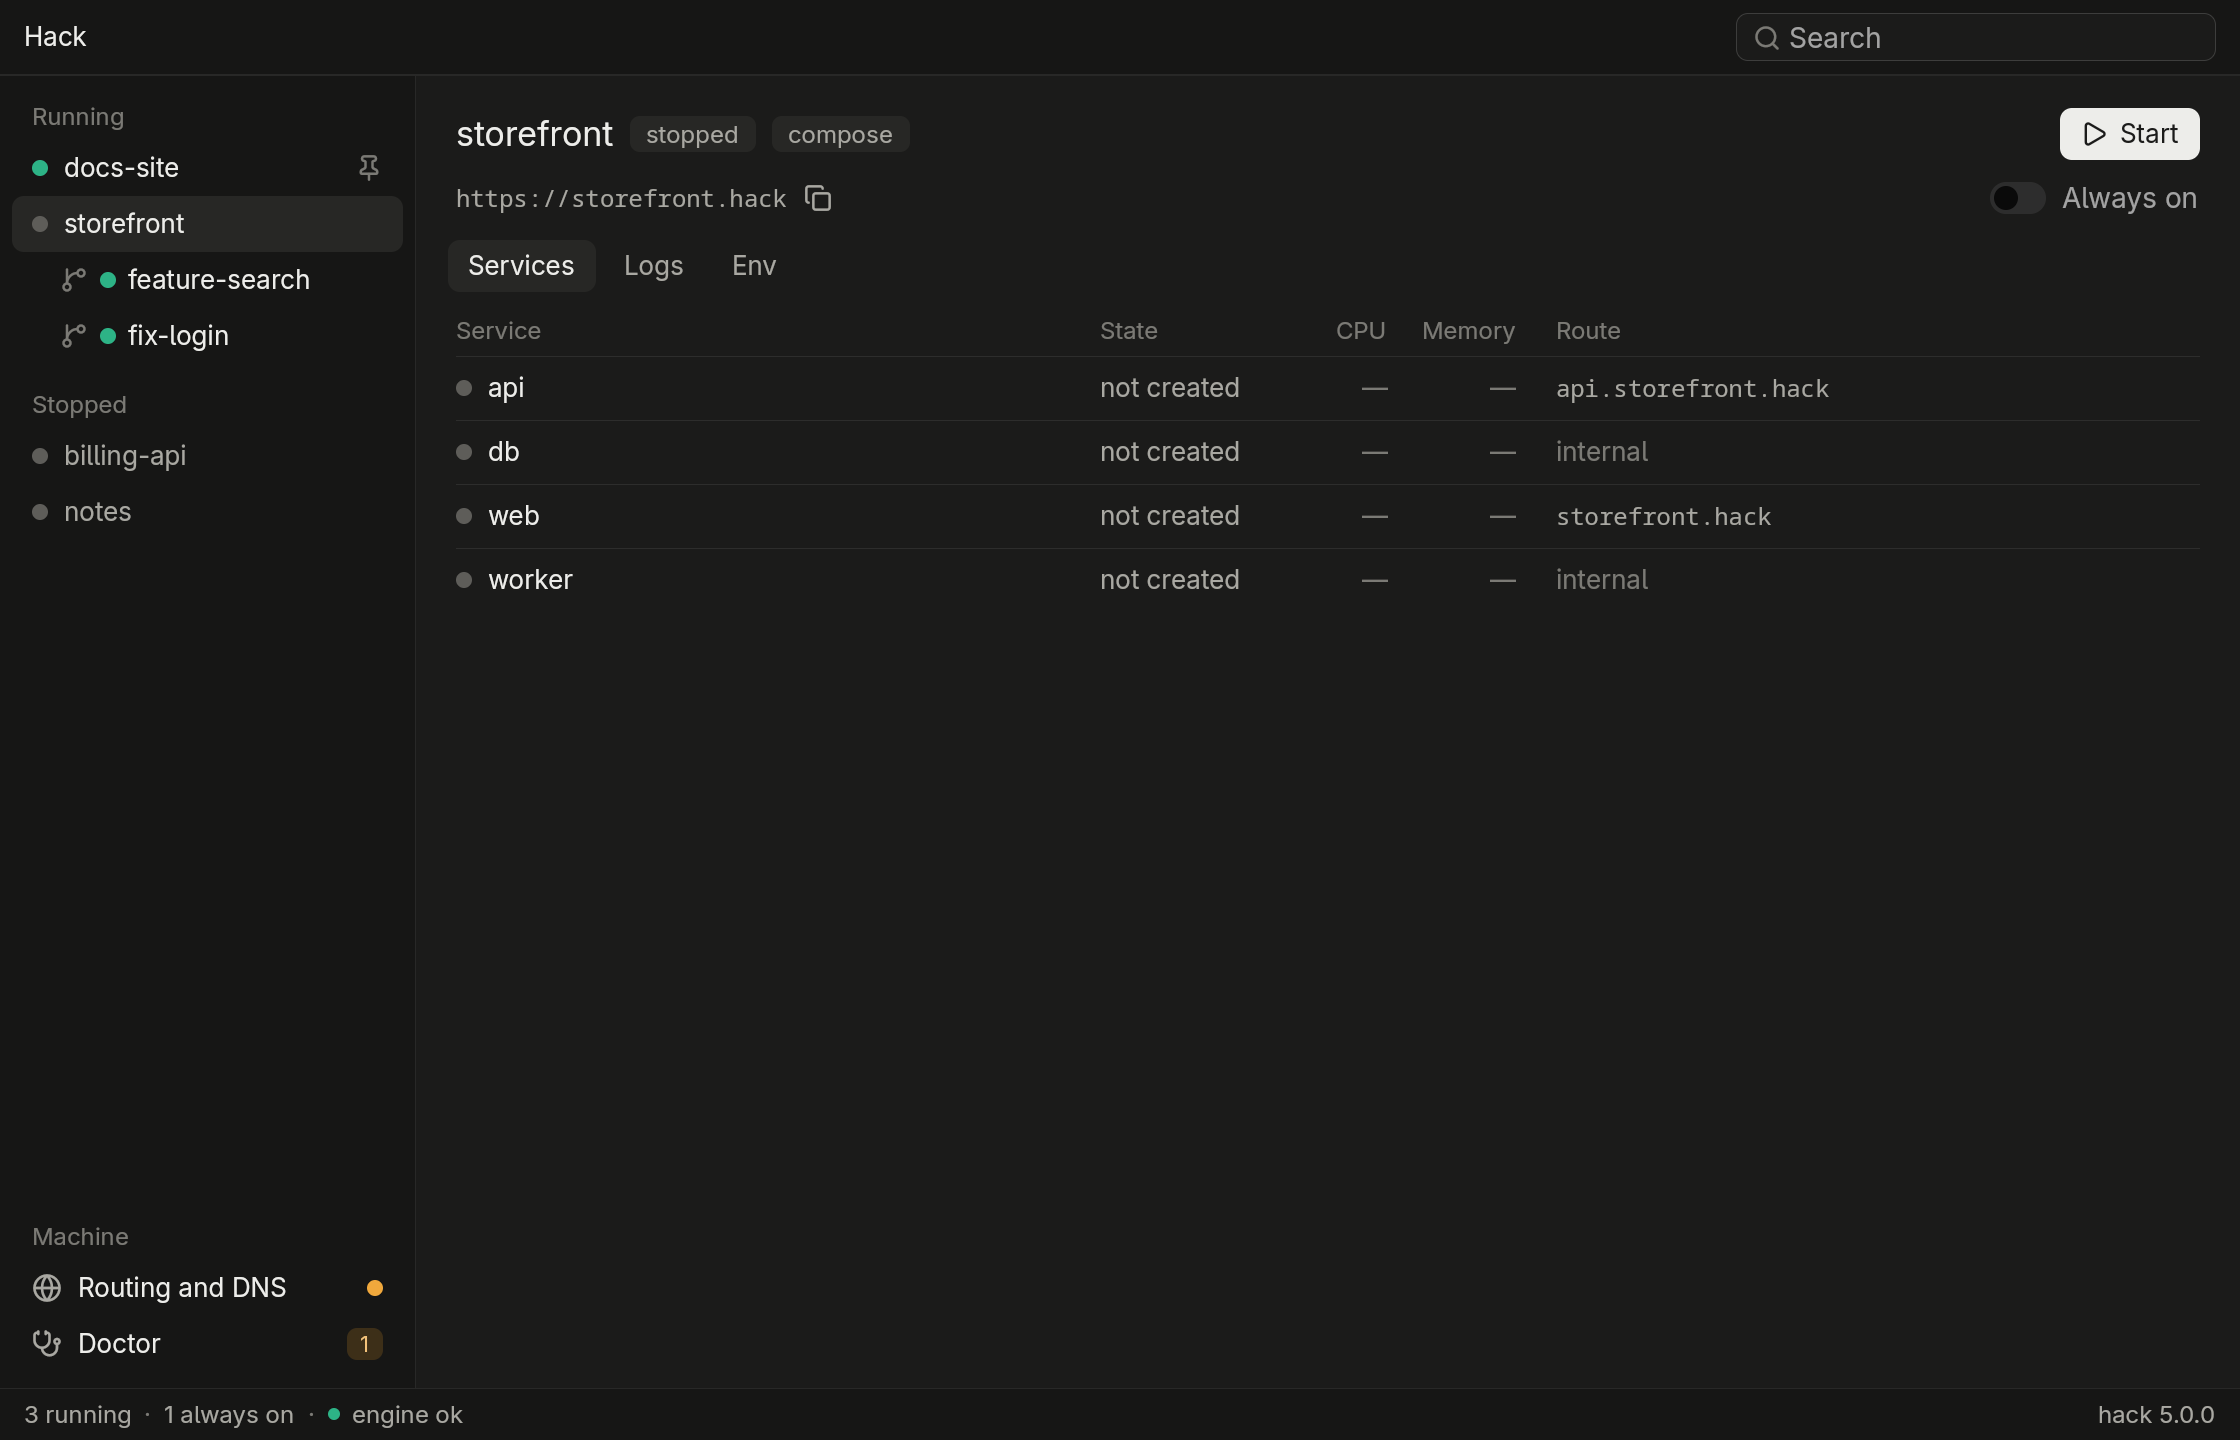 Hack
Search
Running
docs-site
storefront
feature-search
fix-login
Stopped
billing-api
notes
Machine
Routing and DNS
Doctor 1
storefront stopped compose
Start
https://storefront.hack
Always on
Services Logs Env
Service State CPU Memory Route
api not created — — api.storefront.hack
db not created — — internal
web not created — — storefront.hack
worker not created — — internal
3 running · 1 always on · engine ok
hack 5.0.0